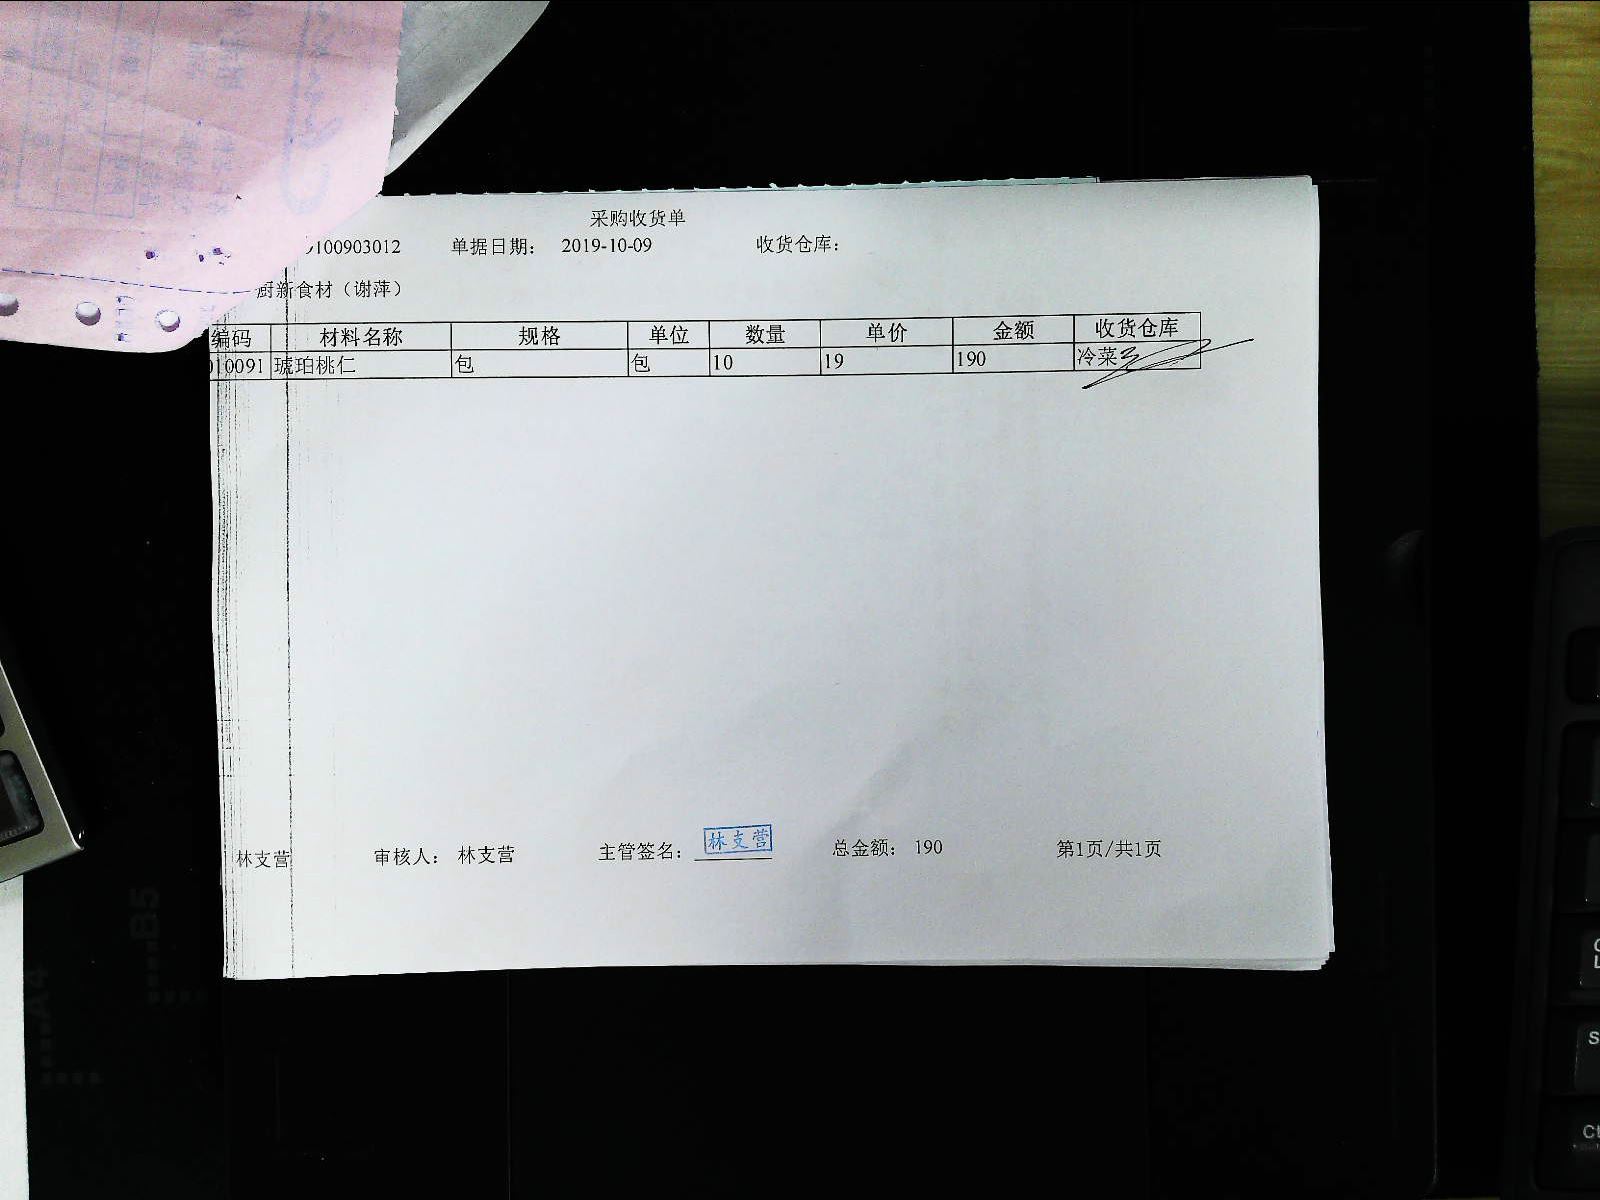 采购收货单
0100903012 单据日期： 2019-10-09 收货仓库：
厨新食材（谢萍）
编码 材料名称 规格 单位 数量 单价 金额 收货仓库
010091 琥珀桃仁 包 包 10 19 190 冷菜
林支营 审核人： 林支营 主管签名： 林支营 总金额： 190 第1页/共1页
B5
A4